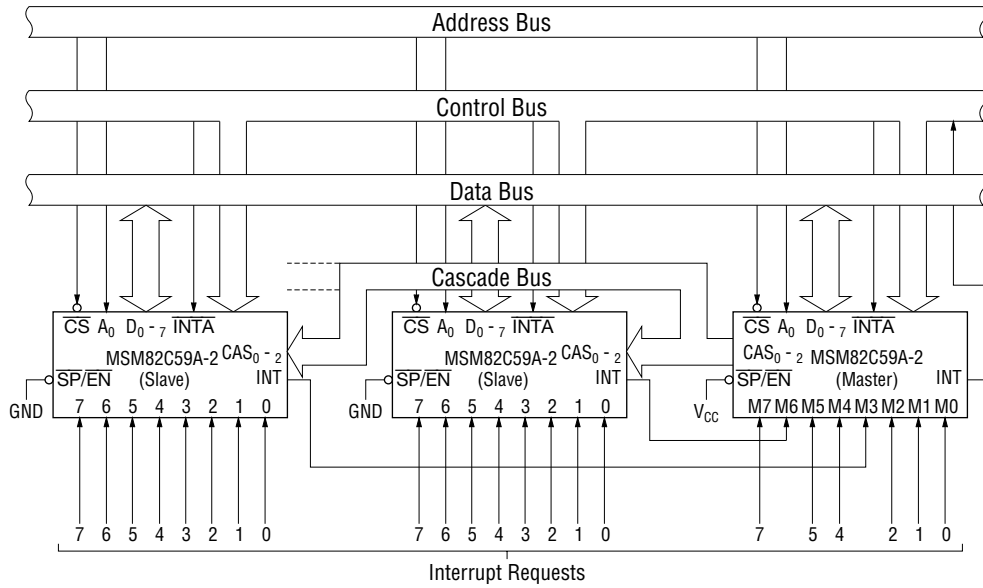 Address Bus
Control Bus
Data Bus
Cascade Bus
CS A0 D0 - 7 INTA
MSM82C59A-2
CAS0 - 2
SP/EN
(Slave)
INT
GND
7 6 5 4 3 2 1 0
CS A0 D0 - 7 INTA
MSM82C59A-2
CAS0 - 2
SP/EN
(Slave)
INT
GND
7 6 5 4 3 2 1 0
CS A0 D0 - 7 INTA
CAS0 - 2
MSM82C59A-2
SP/EN
(Master)
INT
VCC
M7 M6 M5 M4 M3 M2 M1 M0
7 6 5 4 3 2 1 0
7 6 5 4 3 2 1 0
7 5 4 2 1 0
Interrupt Requests